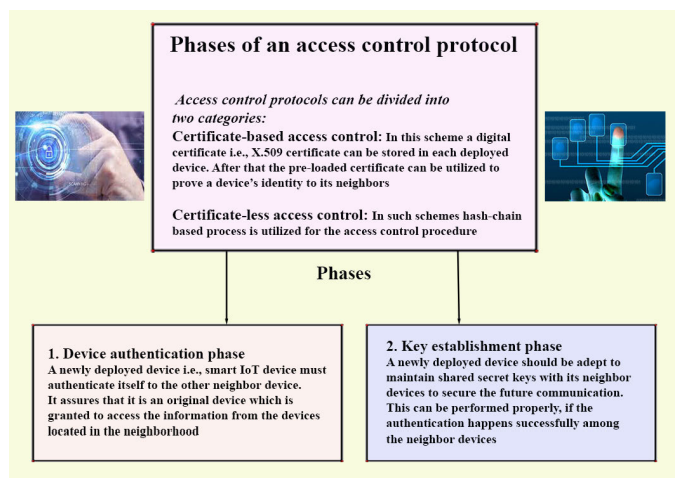 Phases of an access control protocol
Access control protocols can be divided into
two categories:
Certificate-based access control: In this scheme a digital
certificate i.e., X.509 certificate can be stored in each deployed
device. After that the pre-loaded certificate can be utilized to
prove a device's identity to its neighbors
Certificate-less access control: In such schemes hash-chain
based process is utilized for the access control procedure
Phases
1. Device authentication phase
A newly deployed device i.e., smart IoT device must
authenticate itself to the other neighbor device.
It assures that it is an original device which is
granted to access the information from the devices
located in the neighborhood
2. Key establishment phase
A newly deployed device should be adept to
maintain shared secret keys with its neighbor
devices to secure the future communication.
This can be performed properly, if the
authentication happens successfully among
the neighbor devices